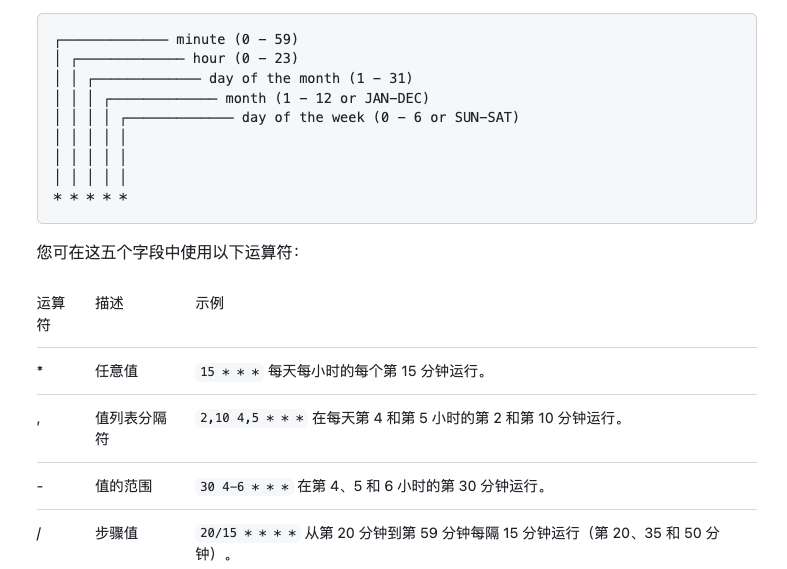 ┌───────────── minute (0 - 59)
│ ┌───────────── hour (0 - 23)
│ │ ┌───────────── day of the month (1 - 31)
│ │ │ ┌───────────── month (1 - 12 or JAN-DEC)
│ │ │ │ ┌───────────── day of the week (0 - 6 or SUN-SAT)
│ │ │ │ │
│ │ │ │ │
│ │ │ │ │
* * * * *
您可在这五个字段中使用以下运算符：
运算符 描述 示例
* 任意值 15 * * * 每天每小时的每个第 15 分钟运行。
, 值列表分隔符 2,10 4,5 * * * 在每天第 4 和第 5 小时的第 2 和第 10 分钟运行。
- 值的范围 30 4-6 * * * 在第 4、5 和 6 小时的第 30 分钟运行。
/ 步骤值 20/15 * * * * 从第 20 分钟到第 59 分钟每隔 15 分钟运行（第 20、35 和 50 分
钟）。